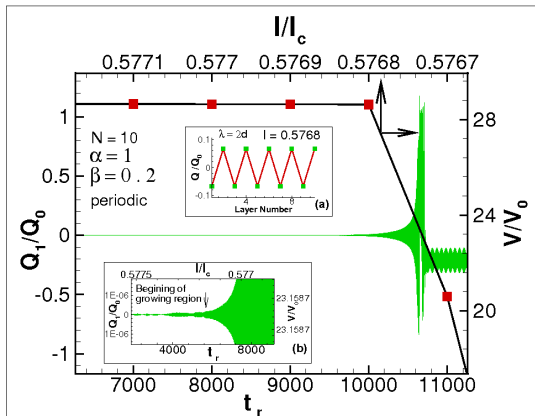 I/I_c
0.5771 0.577 0.5769 0.5768 0.5767
1
0.5
0
-0.5
-1
Q_1/Q_0
28
24
22
20
V/V_0
N = 10
α = 1
β = 0 . 2
periodic
λ = 2d I = 0.5768
0.1
0.0
-0.1
Q /Q_0
4 8
Layer Number
(a)
I/I_c
0.5775 0.577
Begining of
growing region
1E-06
0
1E-06
Q_1/Q_0
23.1587
23.1587
V/V_0
4000 8000
t_r
(b)
7000 8000 9000 10000 11000
t_r